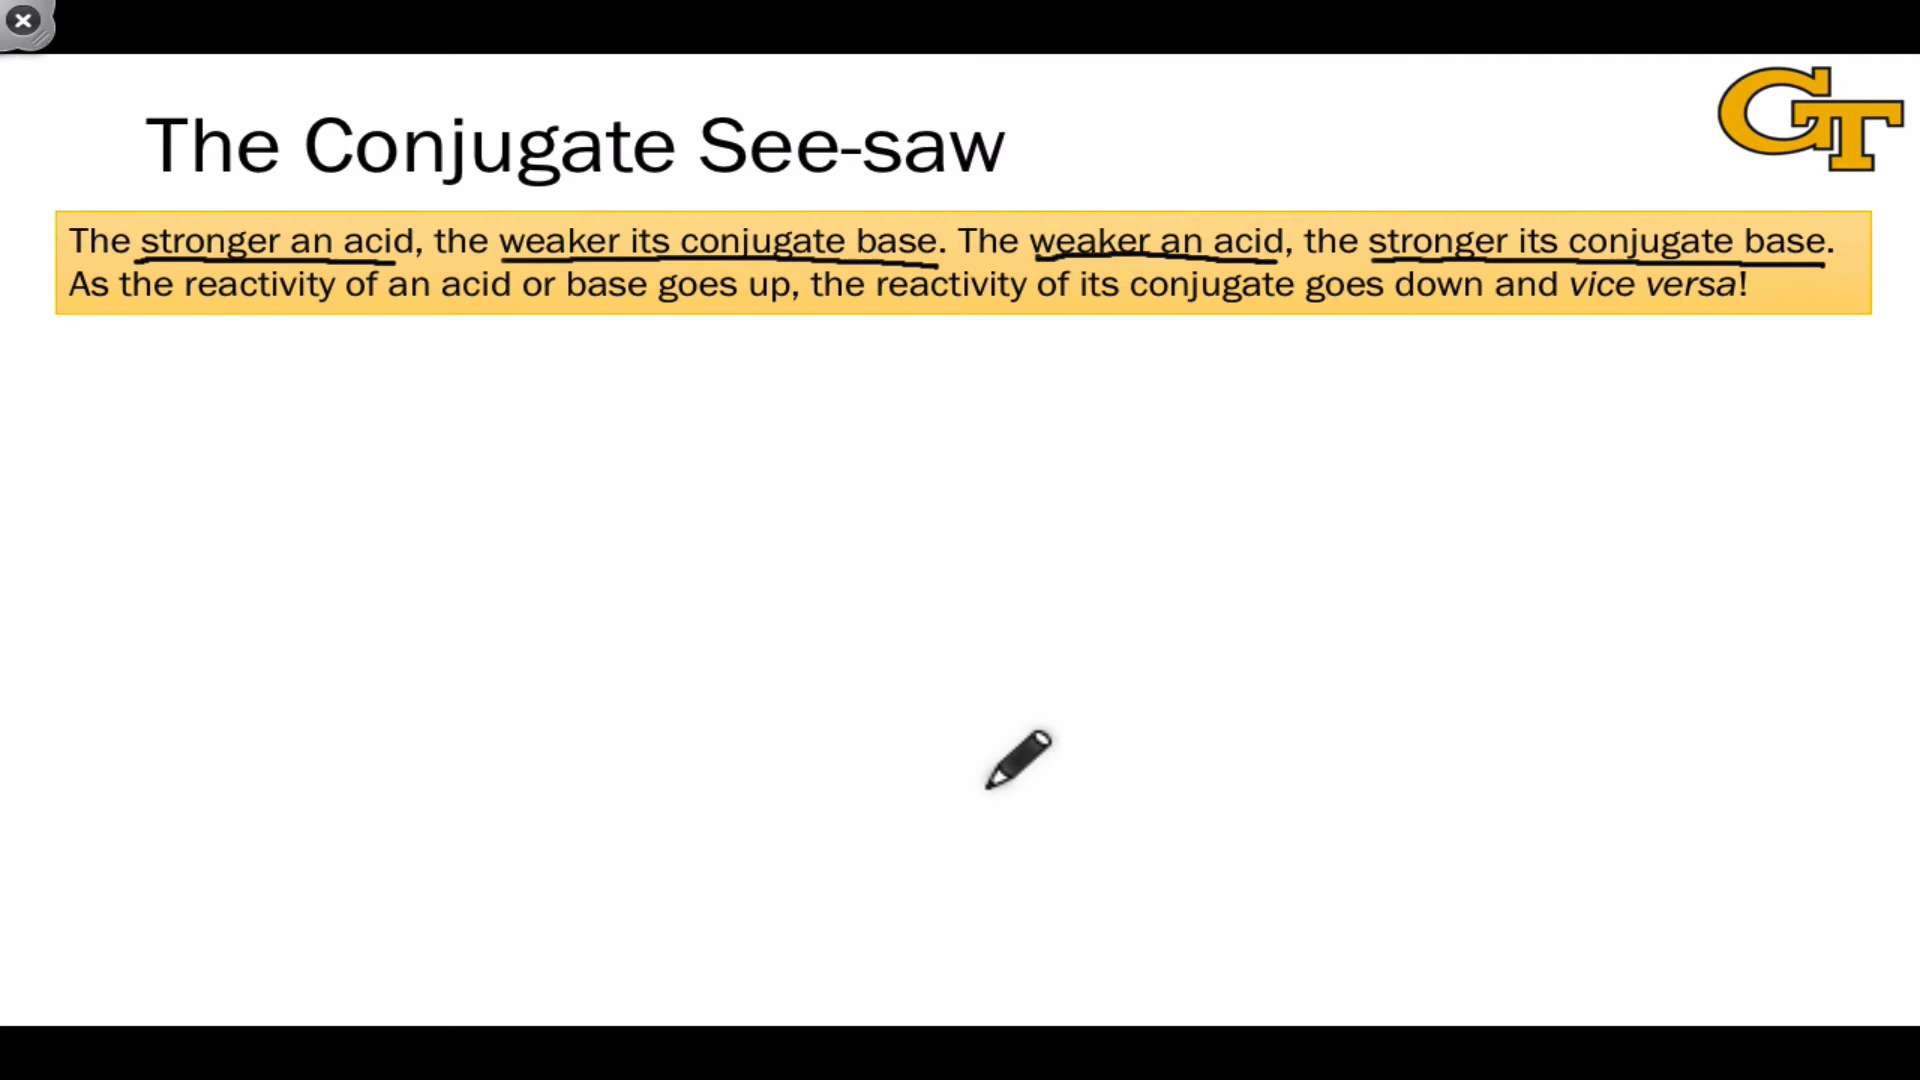 GT
The Conjugate See-saw
The stronger an acid, the weaker its conjugate base. The weaker an acid, the stronger its conjugate base.
As the reactivity of an acid or base goes up, the reactivity of its conjugate goes down and vice versa!